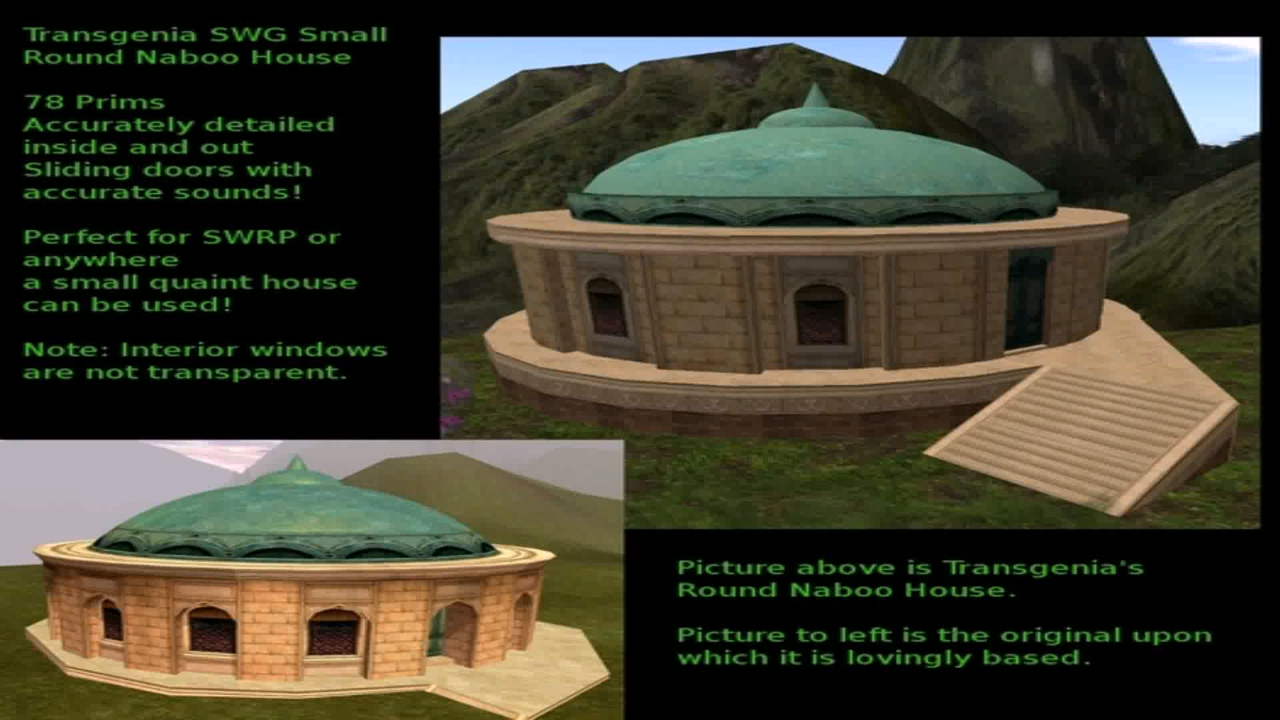 Transgenia SWG Small
Round Naboo House
78 Prims
Accurately detailed
inside and out
Sliding doors with
accurate sounds!
Perfect for SWRP or
anywhere
a small quaint house
can be used!
Note: Interior windows
are not transparent.
Picture above is Transgenia's
Round Naboo House.
Picture to left is the original upon
which it is lovingly based.